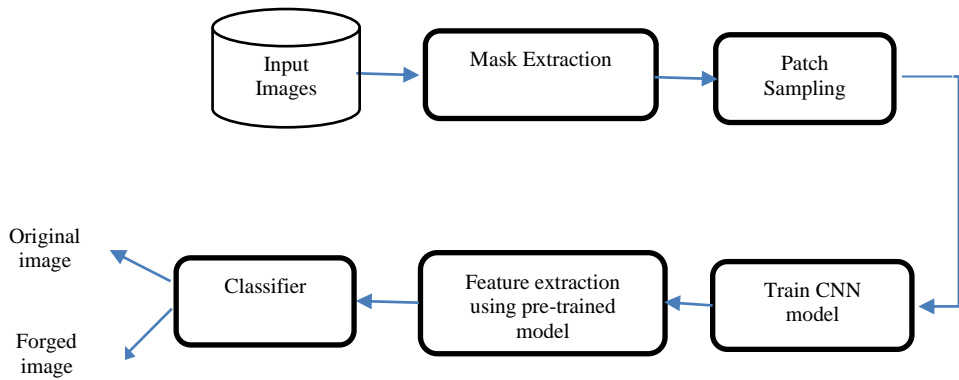 Input
Images
Mask Extraction
Patch
Sampling
Train CNN
model
Feature extraction
using pre-trained
model
Classifier
Original
image
Forged
image